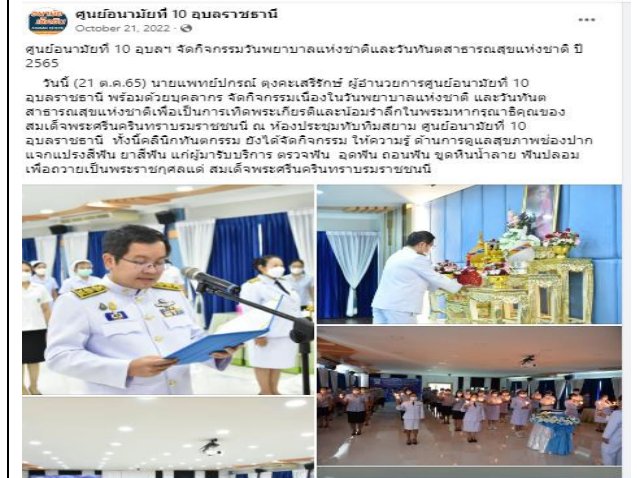 ศูนย์อนามัยที่ 10 อุบลราชธานี
October 21, 2022 ·
ศูนย์อนามัยที่ 10 อุบลฯ จัดกิจกรรมวันพยาบาลแห่งชาติและวันทันตสาธารณสุขแห่งชาติ ปี
2565
วันนี้ (21 ต.ค.65) นายแพทย์ปกรณ์ ตุงคะเสรีรักษ์ ผู้อำนวยการศูนย์อนามัยที่ 10
อุบลราชธานี พร้อมด้วยบุคลากร จัดกิจกรรมเนื่องในวันพยาบาลแห่งชาติ และวันทันต
สาธารณสุขแห่งชาติเพื่อเป็นการเทิดพระเกียรติและน้อมรำลึกในพระมหากรุณาธิคุณของ
สมเด็จพระศรีนครินทราบรมราชชนนี ณ ห้องประชุมทับทิมสยาม ศูนย์อนามัยที่ 10
อุบลราชธานี ทั้งนี้คลินิกทันตกรรม ยังได้จัดกิจกรรม ให้ความรู้ ด้านการดูแลสุขภาพช่องปาก
แจกแปรงสีฟัน ยาสีฟัน แก่ผู้มารับบริการ ตรวจฟัน อุดฟัน ถอนฟัน ขูดหินน้ำลาย ฟันปลอม
เพื่อถวายเป็นพระราชกุศลแด่ สมเด็จพระศรีนครินทราบรมราชชนนี